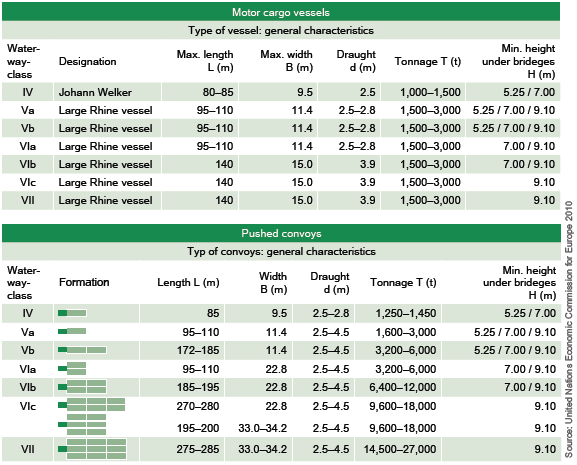 Motor cargo vessels
Type of vessel: general characteristics
Water-way-class Designation Max. length L (m) Max. width B (m) Draught d (m) Tonnage T (t) Min. height under brideges H (m)
IV Johann Welker 80–85 9.5 2.5 1,000–1,500 5.25 / 7.00
Va Large Rhine vessel 95–110 11.4 2.5–2.8 1,500–3,000 5.25 / 7.00 / 9.10
Vb Large Rhine vessel 95–110 11.4 2.5–2.8 1,500–3,000 5.25 / 7.00 / 9.10
VIa Large Rhine vessel 95–110 11.4 2.5–2.8 1,500–3,000 7.00 / 9.10
VIb Large Rhine vessel 140 15.0 3.9 1,500–3,000 7.00 / 9.10
VIc Large Rhine vessel 140 15.0 3.9 1,500–3,000 9.10
VII Large Rhine vessel 140 15.0 3.9 1,500–3,000 9.10
Pushed convoys
Typ of convoys: general characteristics
Water-way-class Formation Length L (m) Width B (m) Draught d (m) Tonnage T (t) Min. height under brideges H (m)
IV 85 9.5 2.5–2.8 1,250–1,450 5.25 / 7.00
Va 95–110 11.4 2.5–4.5 1,600–3,000 5.25 / 7.00 / 9.10
Vb 172–185 11.4 2.5–4.5 3,200–6,000 5.25 / 7.00 / 9.10
VIa 95–110 22.8 2.5–4.5 3,200–6,000 7.00 / 9.10
VIb 185–195 22.8 2.5–4.5 6,400–12,000 7.00 / 9.10
VIc 270–280 22.8 2.5–4.5 9,600–18,000 9.10
195–200 33.0–34.2 2.5–4.5 9,600–18,000 9.10
VII 275–285 33.0–34.2 2.5–4.5 14,500–27,000 9.10
Source: United Nations Economic Commission for Europe 2010